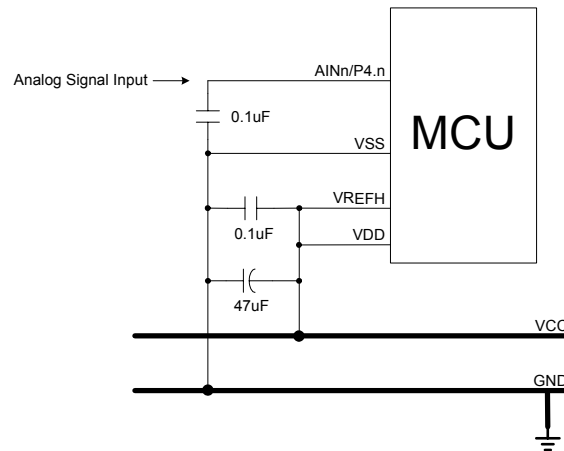 AINn/P4.n
Analog Signal Input
0.1uF
MCU
VSS
VREFH
0.1uF
VDD
47uF
VCC
GND